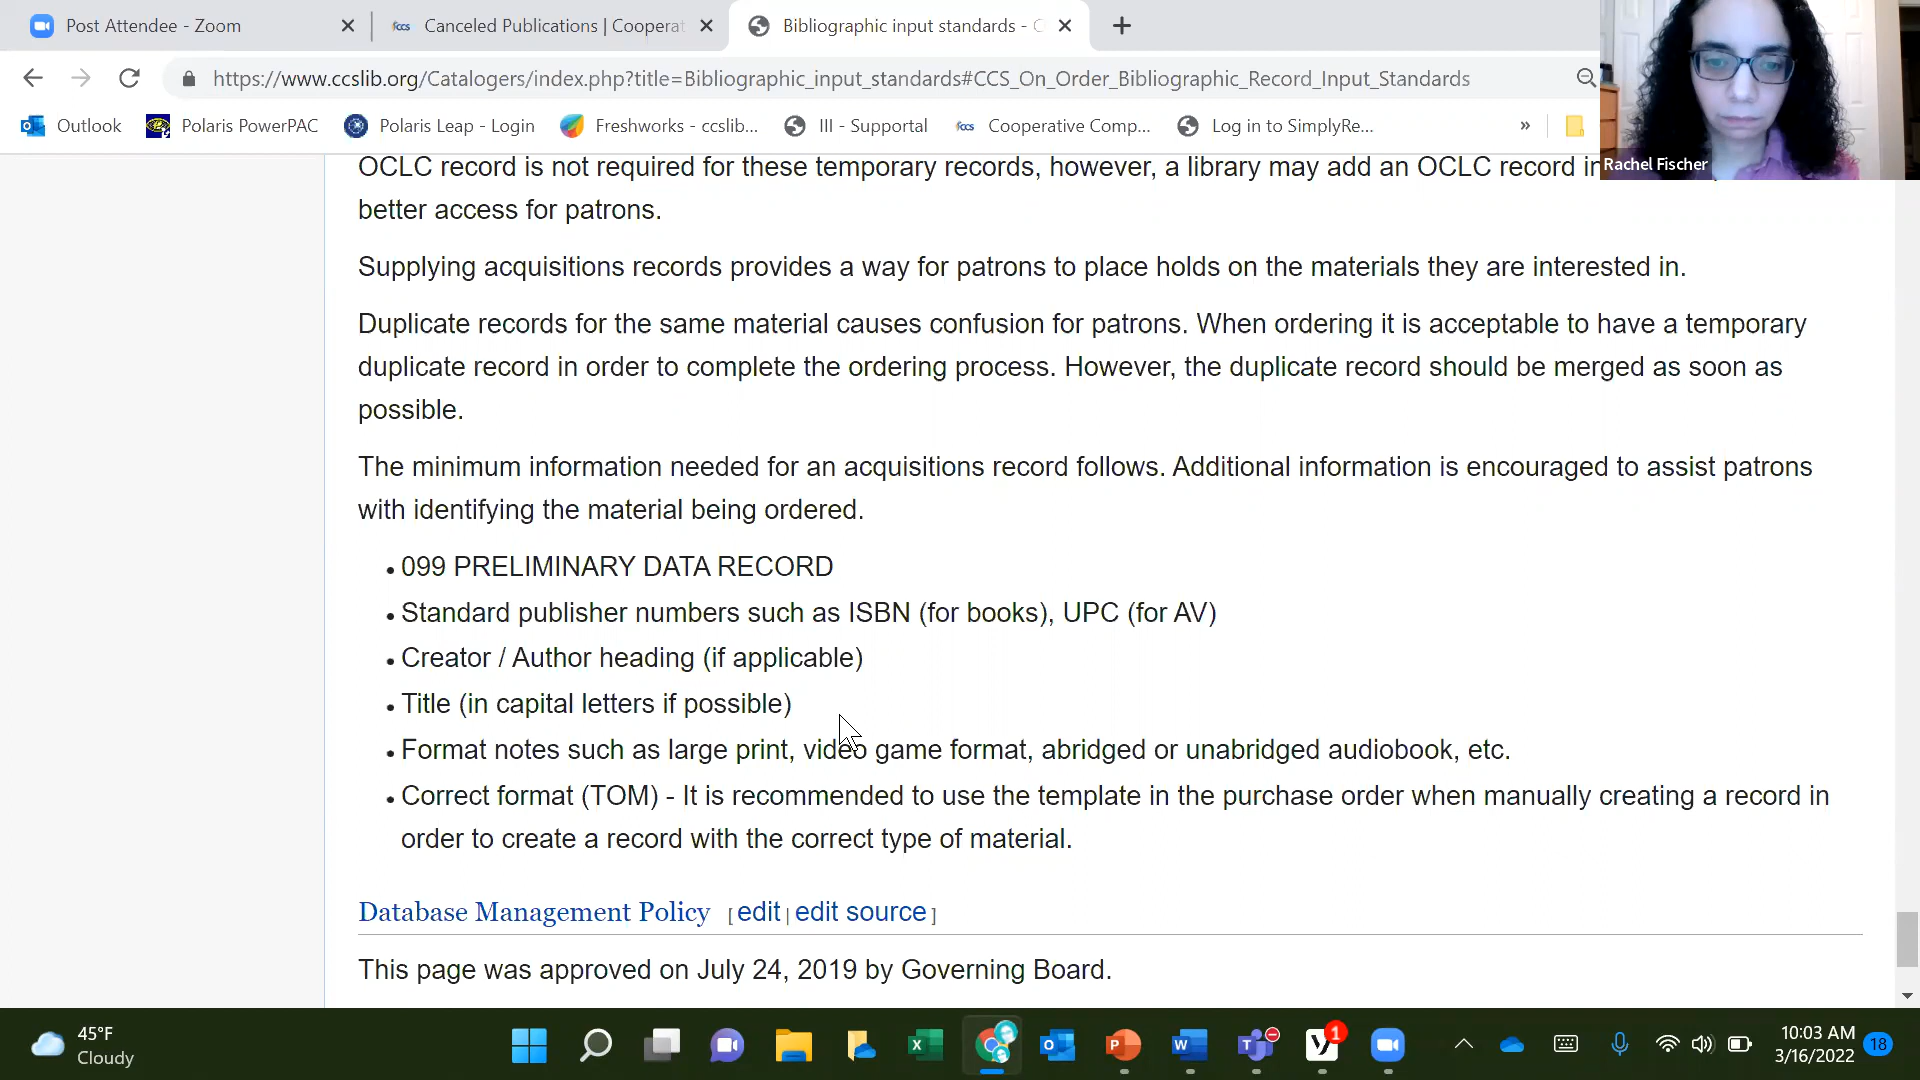 Post Attendee - Zoom
Canceled Publications | Cooperat
Bibliographic input standards - C
https://www.ccslib.org/Catalogers/index.php?title=Bibliographic_input_standards#CCS_On_Order_Bibliographic_Record_Input_Standards
Outlook
Polaris PowerPAC
Polaris Leap - Login
Freshworks - ccslib...
III - Supportal
ccs
Cooperative Comp...
Log in to SimplyRe...
»
Rachel Fischer
OCLC record is not required for these temporary records, however, a library may add an OCLC record in
better access for patrons.
Supplying acquisitions records provides a way for patrons to place holds on the materials they are interested in.
Duplicate records for the same material causes confusion for patrons. When ordering it is acceptable to have a temporary
duplicate record in order to complete the ordering process. However, the duplicate record should be merged as soon as
possible.
The minimum information needed for an acquisitions record follows. Additional information is encouraged to assist patrons
with identifying the material being ordered.
• 099 PRELIMINARY DATA RECORD
• Standard publisher numbers such as ISBN (for books), UPC (for AV)
• Creator / Author heading (if applicable)
• Title (in capital letters if possible)
• Format notes such as large print, video game format, abridged or unabridged audiobook, etc.
• Correct format (TOM) - It is recommended to use the template in the purchase order when manually creating a record in
order to create a record with the correct type of material.
Database Management Policy [ edit | edit source ]
This page was approved on July 24, 2019 by Governing Board.
45°F
Cloudy
1
10:03 AM
3/16/2022
18